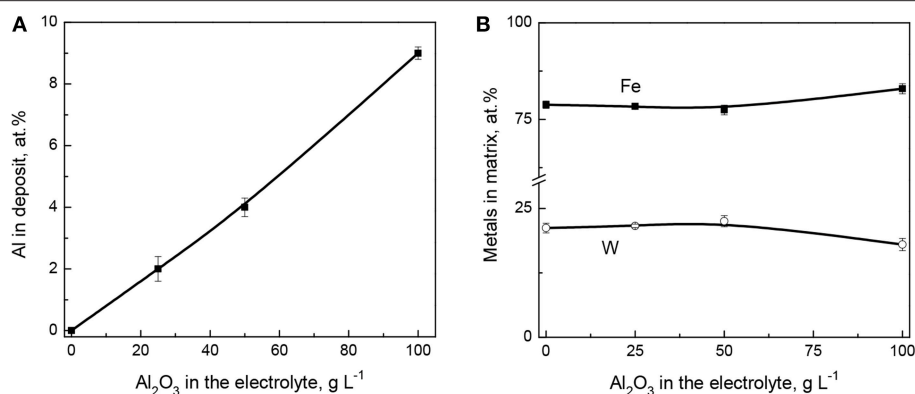 A
Al in deposit, at.%
10
8
6
4
2
0
0 20 40 60 80 100
Al₂O₃ in the electrolyte, g L⁻¹
B
Metals in matrix, at.%
100
75
25
0
Fe
W
0 25 50 75 100
Al₂O₃ in the electrolyte, g L⁻¹